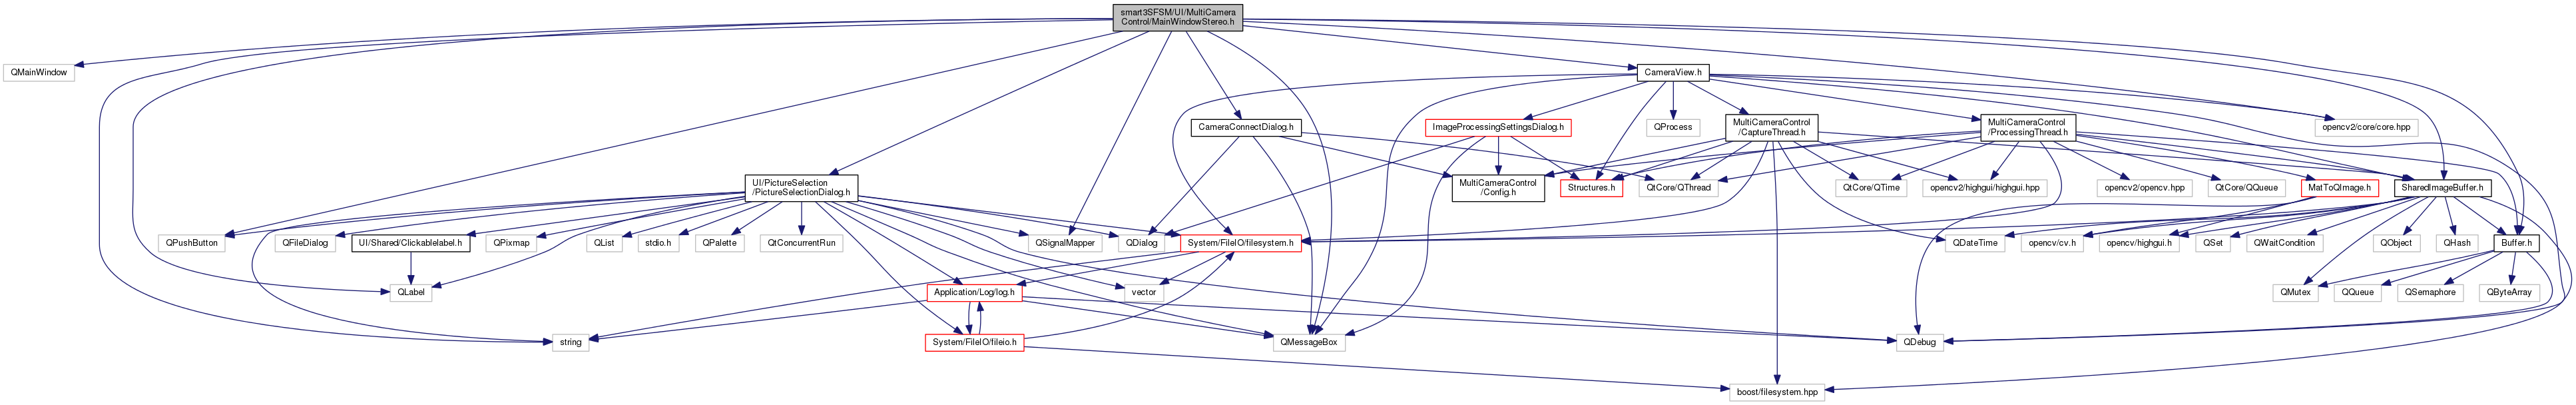 smart3SFSM/UI/MultiCamera
Control/MainWindowStereo.h
QMainWindow
CameraView.h
CameraConnectDialog.h
ImageProcessingSettingsDialog.h
QProcess
MultiCameraControl
/CaptureThread.h
MultiCameraControl
/ProcessingThread.h
opencv2/core/core.hpp
UI/PictureSelection
/PictureSelectionDialog.h
MultiCameraControl
/Config.h
Structures.h
QtCore/QThread
QtCore/QTime
opencv2/highgui/highgui.hpp
opencv2/opencv.hpp
QtCore/QQueue
MatToQImage.h
SharedImageBuffer.h
QPushButton
QFileDialog
UI/Shared/Clickablelabel.h
QPixmap
QList
stdio.h
QPalette
QtConcurrentRun
QSignalMapper
QDialog
System/FileIO/filesystem.h
QDateTime
opencv/cv.h
opencv/highgui.h
QSet
QWaitCondition
QObject
QHash
Buffer.h
QLabel
Application/Log/log.h
vector
QMutex
QQueue
QSemaphore
QByteArray
string
System/FileIO/fileio.h
QMessageBox
QDebug
boost/filesystem.hpp